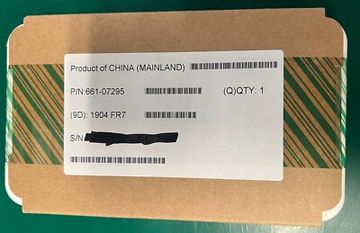 Product of CHINA (MAINLAND)
P/N:661-07295 (Q)QTY: 1
(9D): 1904 FR7
S/N